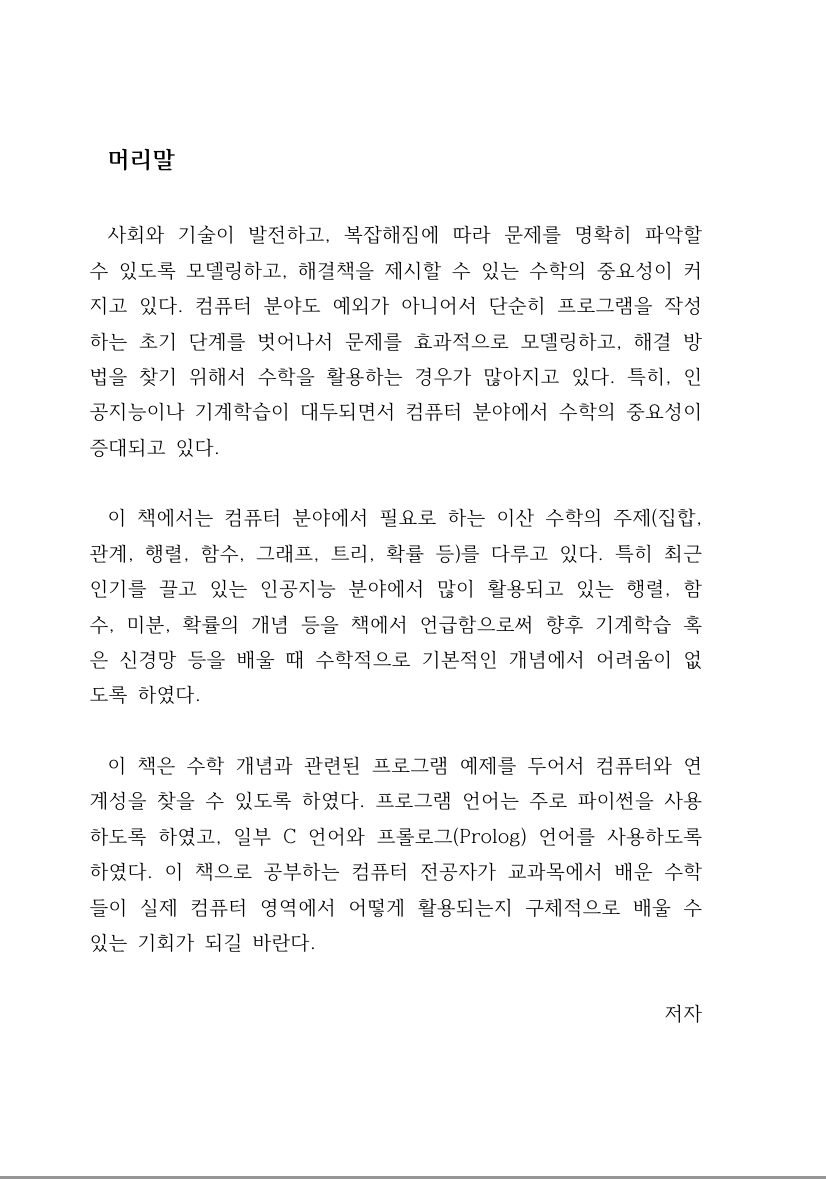 머리말
사회와 기술이 발전하고, 복잡해짐에 따라 문제를 명확히 파악할
수 있도록 모델링하고, 해결책을 제시할 수 있는 수학의 중요성이 커
지고 있다. 컴퓨터 분야도 예외가 아니어서 단순히 프로그램을 작성
하는 초기 단계를 벗어나서 문제를 효과적으로 모델링하고, 해결 방
법을 찾기 위해서 수학을 활용하는 경우가 많아지고 있다. 특히, 인
공지능이나 기계학습이 대두되면서 컴퓨터 분야에서 수학의 중요성이
증대되고 있다.
이 책에서는 컴퓨터 분야에서 필요로 하는 이산 수학의 주제(집합,
관계, 행렬, 함수, 그래프, 트리, 확률 등)를 다루고 있다. 특히 최근
인기를 끌고 있는 인공지능 분야에서 많이 활용되고 있는 행렬, 함
수, 미분, 확률의 개념 등을 책에서 언급함으로써 향후 기계학습 혹
은 신경망 등을 배울 때 수학적으로 기본적인 개념에서 어려움이 없
도록 하였다.
이 책은 수학 개념과 관련된 프로그램 예제를 두어서 컴퓨터와 연
계성을 찾을 수 있도록 하였다. 프로그램 언어는 주로 파이썬을 사용
하도록 하였고, 일부 C 언어와 프롤로그(Prolog) 언어를 사용하도록
하였다. 이 책으로 공부하는 컴퓨터 전공자가 교과목에서 배운 수학
들이 실제 컴퓨터 영역에서 어떻게 활용되는지 구체적으로 배울 수
있는 기회가 되길 바란다.
저자